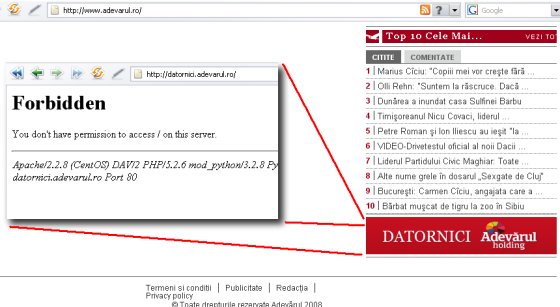 http://www.adevarul.ro/
Google
Top 10 Cele Mai...
VEZI TO
CITITE
COMENTATE
1 Marius Cîciu: "Copiii mei vor creşte fără ...
2 Olli Rehn: "Suntem la răscruce. Dacă ...
3 Dunărea a inundat casa Sulfinei Barbu
4 Timişoreanul Nicu Covaci, liderul ...
5 Petre Roman şi Ion Iliescu au ieşit "la ...
6 VIDEO-Drivetestul oficial al noii Dacii ...
7 Liderul Partidului Civic Maghiar: Toate ...
8 Alte nume grele în dosarul „Sexgate de Cluj"
9 Bucureşti: Carmen Cîciu, angajata care a ...
10 Bărbat muşcat de tigru la zoo în Sibiu
http://datornici.adevarul.ro/
Forbidden
You don't have permission to access / on this server.
Apache/2.2.8 (CentOS) DAV/2 PHP/5.2.6 mod_python/3.2.8 Py
datornici.adevarul.ro Port 80
DATORNICI
Adevărul
holding
Termeni si conditii | Publicitate | Redacţia |
Privacy policy
© Toate drepturile rezervate Adevărul 2008